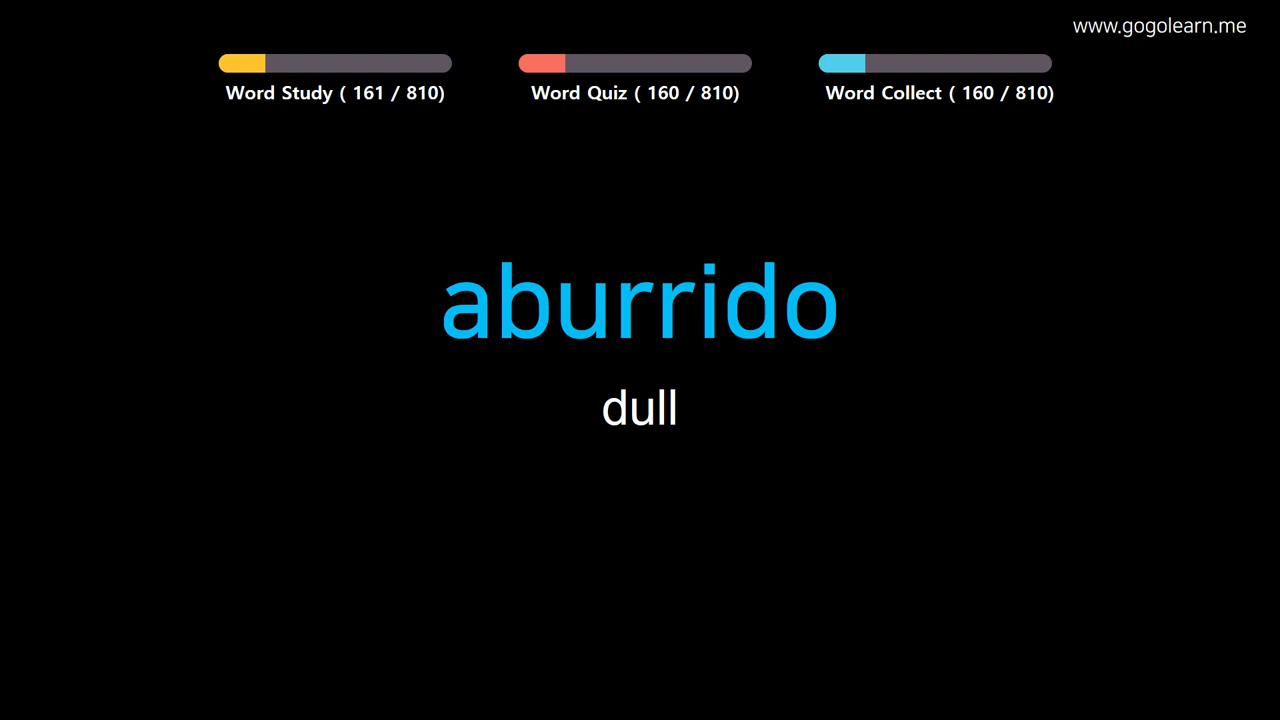 www.gogolearn.me
Word Study ( 161 / 810)
Word Quiz ( 160 / 810)
Word Collect ( 160 / 810)
aburrido
dull